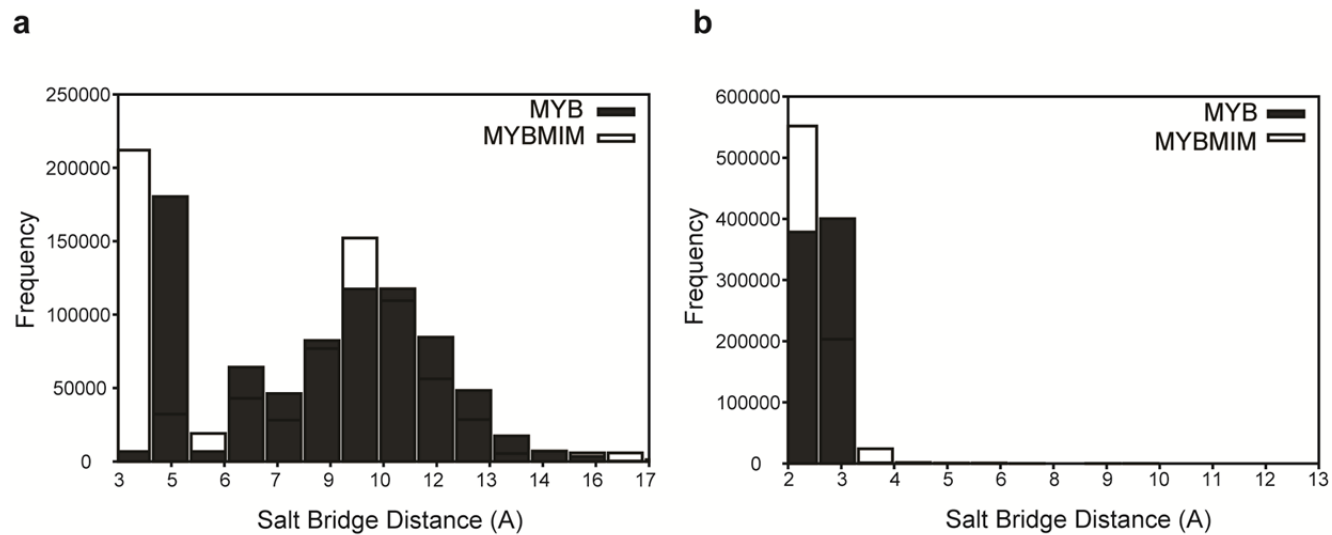 a
MYB
MYBMIM
250000
200000
150000
100000
50000
0
Frequency
3 5 6 7 9 10 12 13 14 16 17
Salt Bridge Distance (A)
b
MYB
MYBMIM
600000
500000
400000
300000
200000
100000
0
Frequency
2 3 4 5 6 7 8 9 10 11 12 13
Salt Bridge Distance (A)